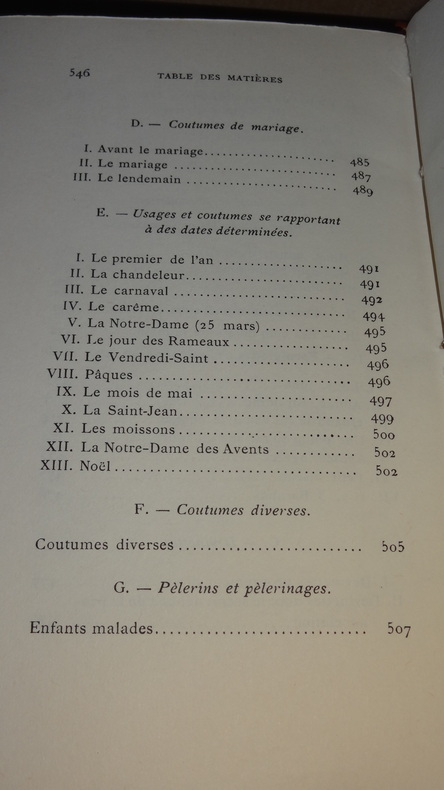 546 TABLE DES MATIÈRES
D. — Coutumes de mariage.
I. Avant le mariage.......................... 485
II. Le mariage .............................. 487
III. Le lendemain ........................... 489
E. — Usages et coutumes se rapportant
à des dates déterminées.
I. Le premier de l'an ....................... 491
II. La chandeleur........................... 491
III. Le carnaval ............................ 492
IV. Le carême............................... 494
V. La Notre-Dame (25 mars) .............. 495
VI. Le jour des Rameaux .................. 495
VII. Le Vendredi-Saint ..................... 496
VIII. Pâques ................................. 496
IX. Le mois de mai ......................... 497
X. La Saint-Jean............................ 499
XI. Les moissons ........................... 500
XII. La Notre-Dame des Avents ............ 502
XIII. Noël.................................... 502
F. — Coutumes diverses.
Coutumes diverses .......................... 505
G. — Pèlerins et pèlerinages.
Enfants malades............................. 507